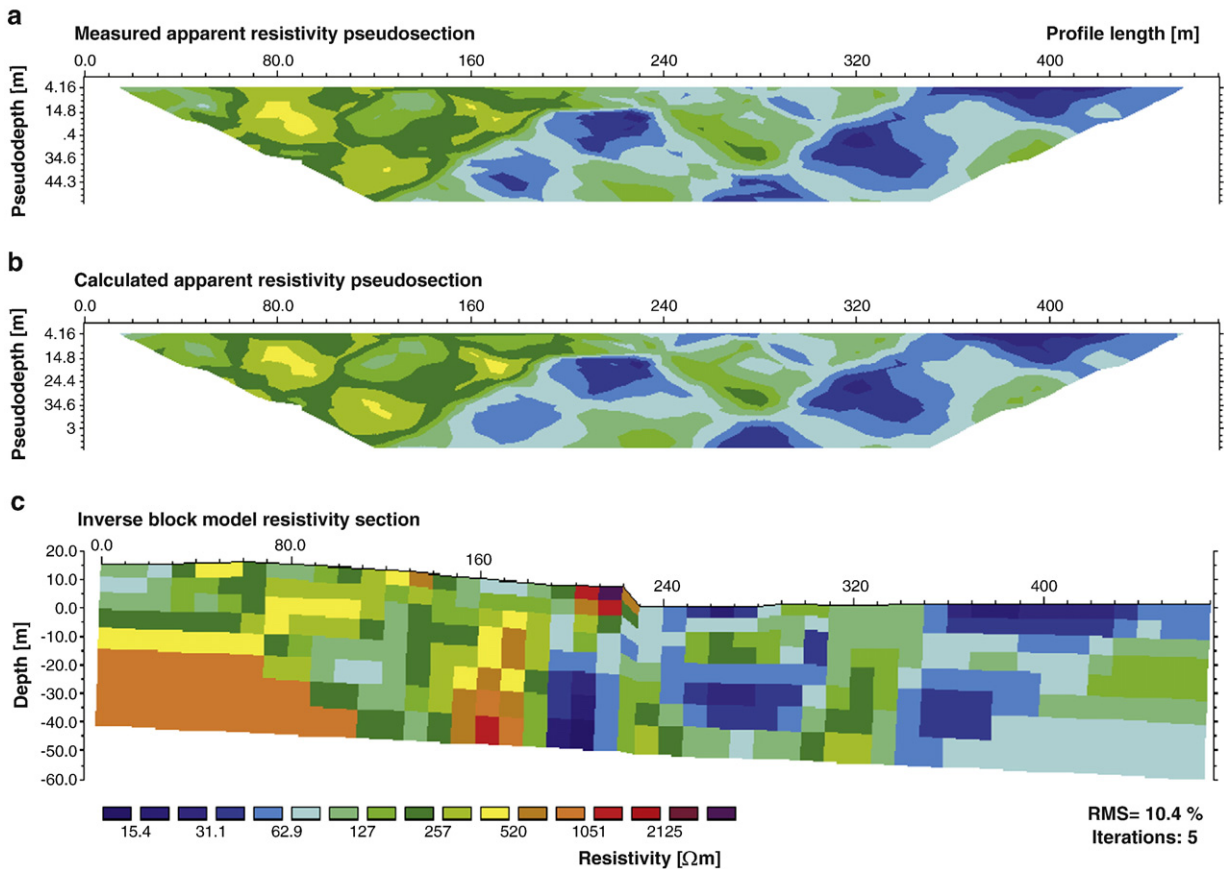 a
Measured apparent resistivity pseudosection Profile length [m]
0.0 80.0 160 240 320 400
4.16
14.8
.4
34.6
44.3
Pseudodepth [m]
b
Calculated apparent resistivity pseudosection
0.0 80.0 160 240 320 400
4.16
14.8
24.4
34.6
3
Pseudodepth [m]
c
Inverse block model resistivity section
0.0 80.0 160 240 320 400
20.0
10.0
0.0
-10.0
-20.0
-30.0
-40.0
-50.0
-60.0
Depth [m]
15.4 31.1 62.9 127 257 520 1051 2125
Resistivity [Ωm]
RMS= 10.4 %
Iterations: 5